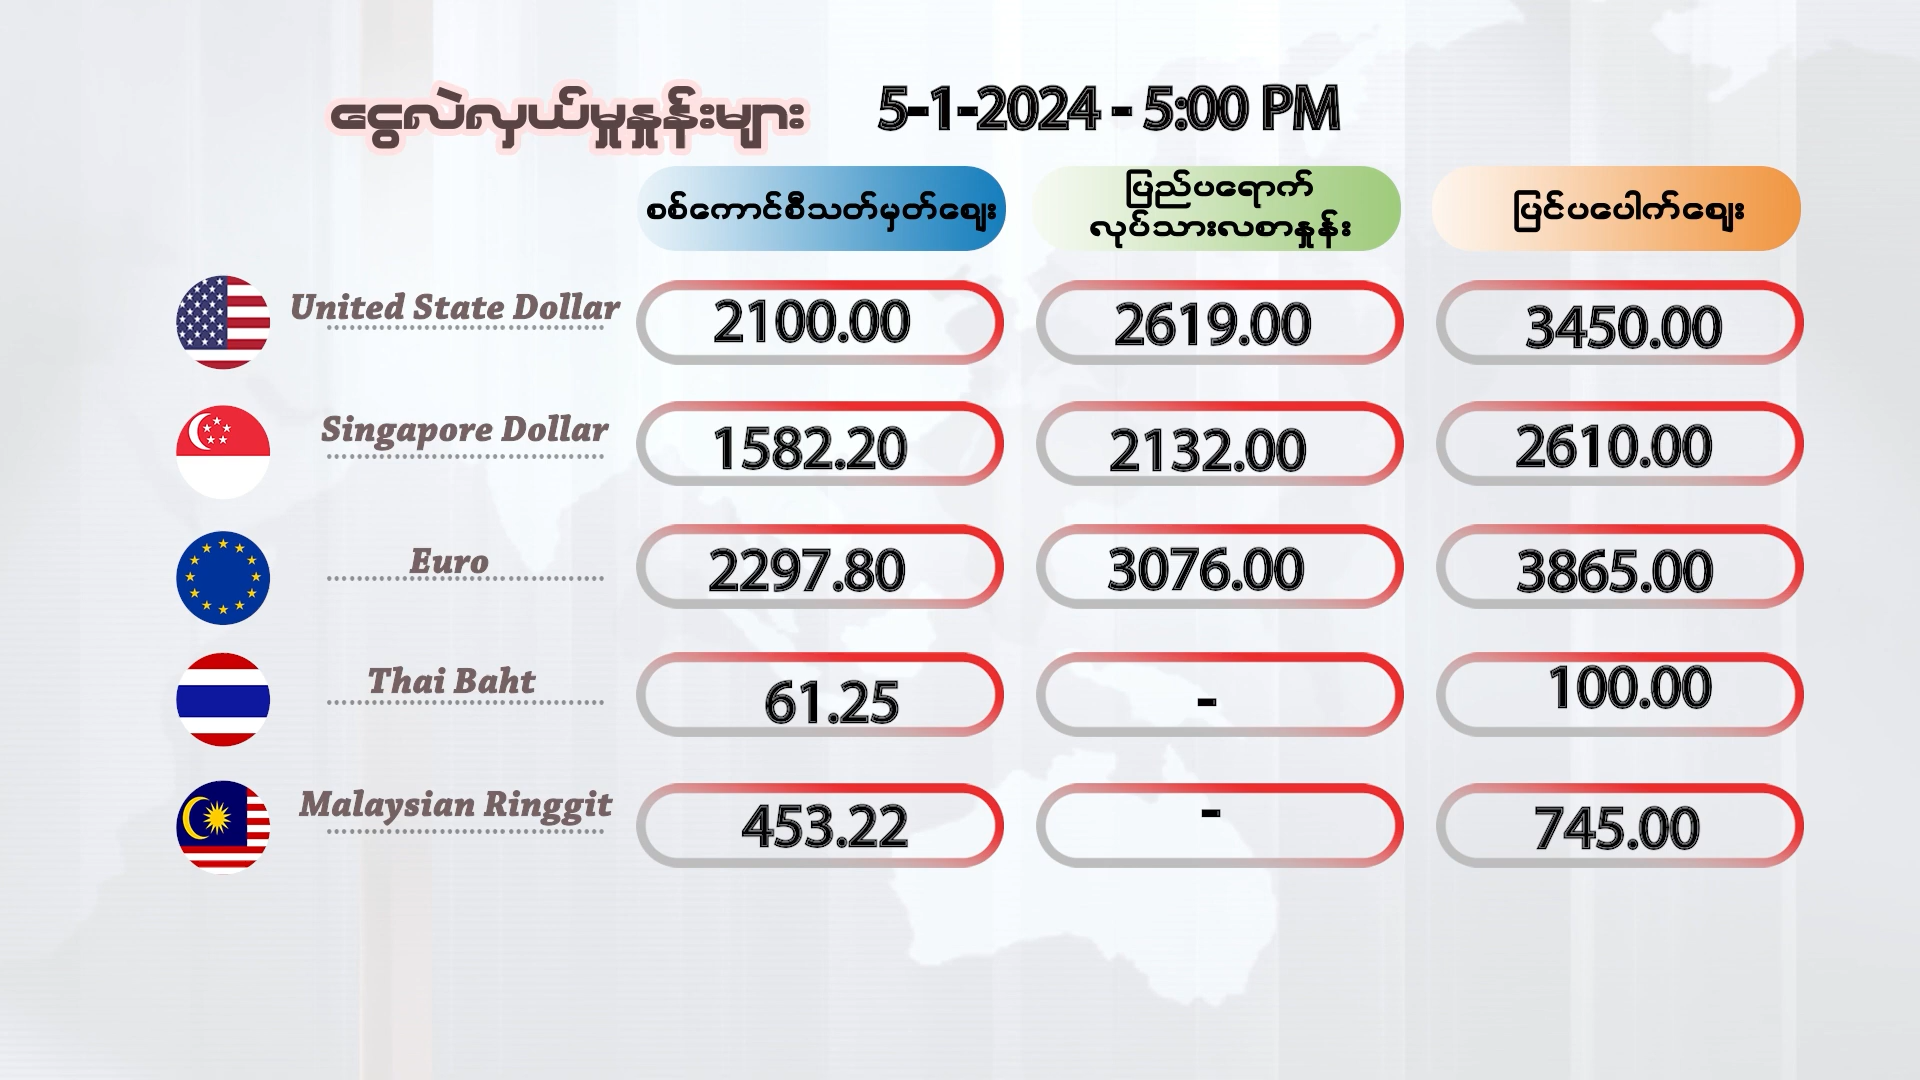 ငွေလဲလှယ်မှုနှုန်းများ 5-1-2024 - 5:00 PM
စစ်ကောင်စီသတ်မှတ်ဈေး
ပြည်ပရောက်
လုပ်သားလစာနှုန်း
ပြင်ပပေါက်ဈေး
United State Dollar 2100.00 2619.00 3450.00
Singapore Dollar 1582.20 2132.00 2610.00
Euro 2297.80 3076.00 3865.00
Thai Baht 61.25 - 100.00
Malaysian Ringgit 453.22 - 745.00